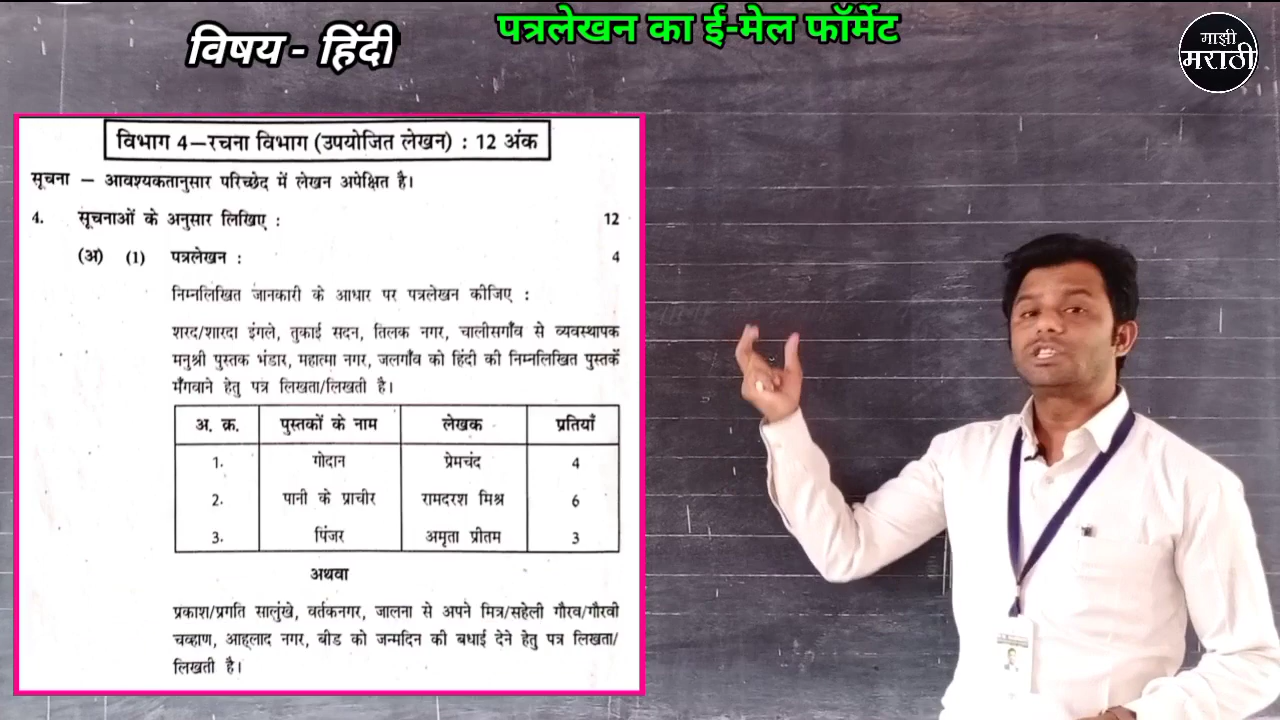 विषय - हिंदी
पत्रलेखन का ई-मेल फॉर्मेट
माझी
मराठी
विभाग 4—रचना विभाग (उपयोजित लेखन) : 12 अंक
सूचना — आवश्यकतानुसार परिच्छेद में लेखन अपेक्षित है।
4. सूचनाओं के अनुसार लिखिए : 12
(अ) (1) पत्रलेखन : 4
निम्नलिखित जानकारी के आधार पर पत्रलेखन कीजिए :
शरद/शारदा इंगले, तुकाई सदन, तिलक नगर, चालीसगाँव से व्यवस्थापक
मनुश्री पुस्तक भंडार, महात्मा नगर, जलगाँव को हिंदी की निम्नलिखित पुस्तकें
मँगवाने हेतु पत्र लिखता/लिखती है।
अ. क्र. पुस्तकों के नाम लेखक प्रतियाँ
1. गोदान प्रेमचंद 4
2. पानी के प्राचीर रामदरश मिश्र 6
3. पिंजर अमृता प्रीतम 3
अथवा
प्रकाश/प्रगति सालुंखे, वर्तकनगर, जालना से अपने मित्र/सहेली गौरव/गौरवी
चव्हाण, आह्लाद नगर, बीड को जन्मदिन की बधाई देने हेतु पत्र लिखता/
लिखती है।